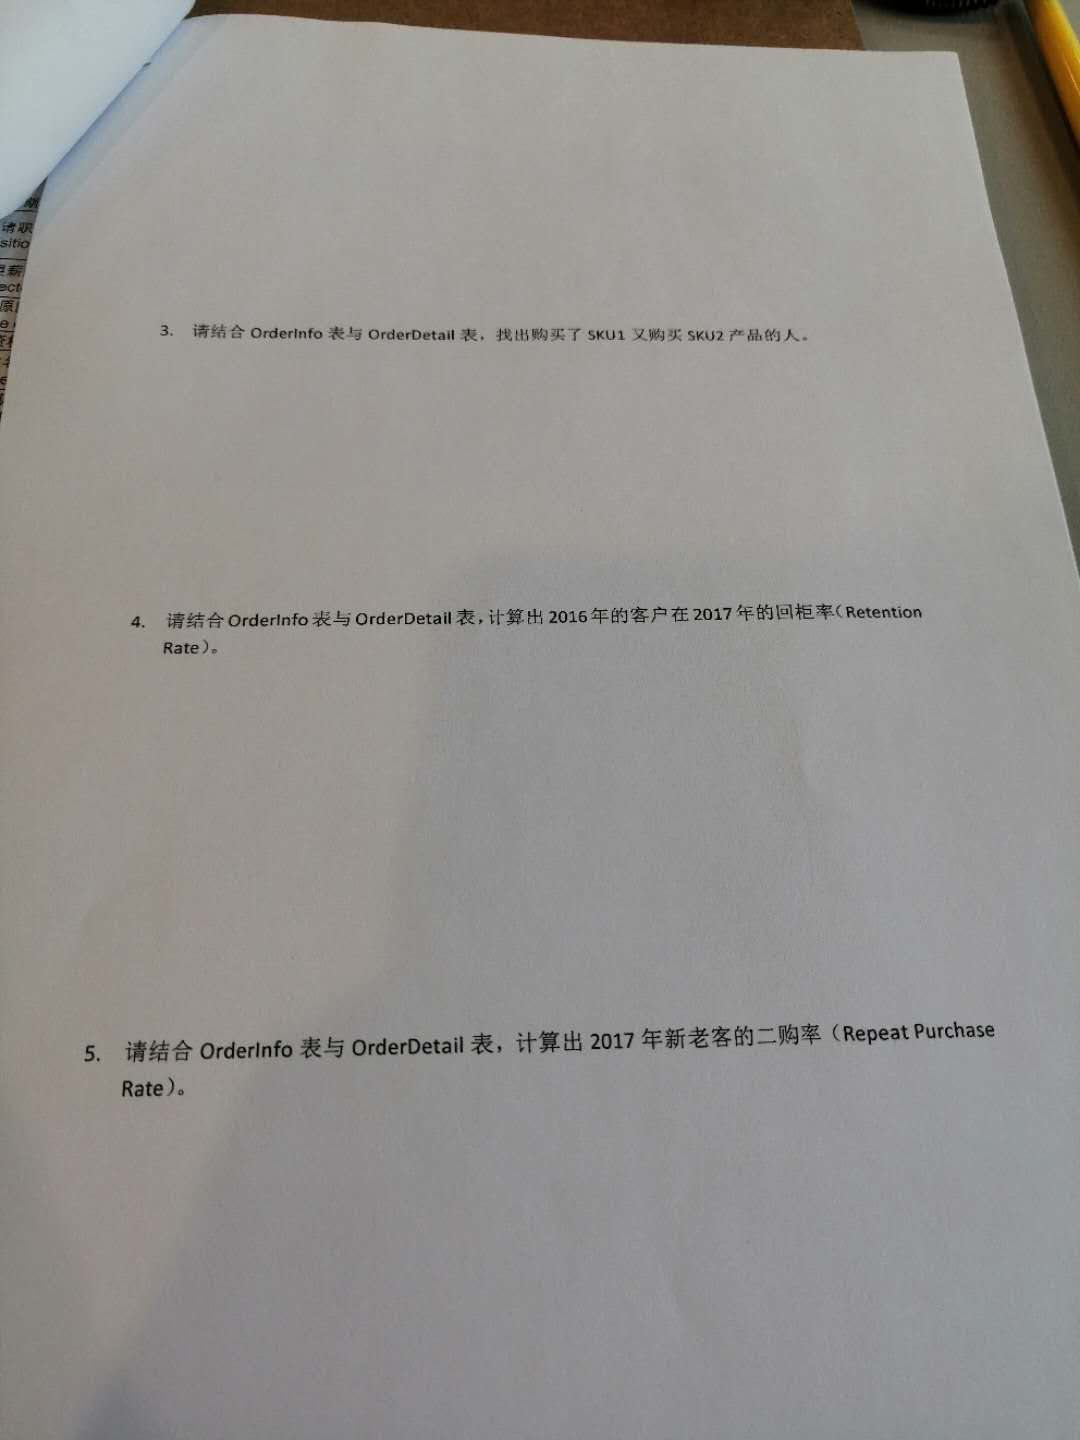 请职
sitio
3. 请结合 OrderInfo 表与 OrderDetail 表，找出购买了 SKU1 又购买 SKU2 产品的人。
4. 请结合 OrderInfo 表与 OrderDetail 表，计算出 2016 年的客户在 2017 年的回柜率（Retention
Rate）。
5. 请结合 OrderInfo 表与 OrderDetail 表，计算出 2017 年新老客的二购率（Repeat Purchase
Rate）。